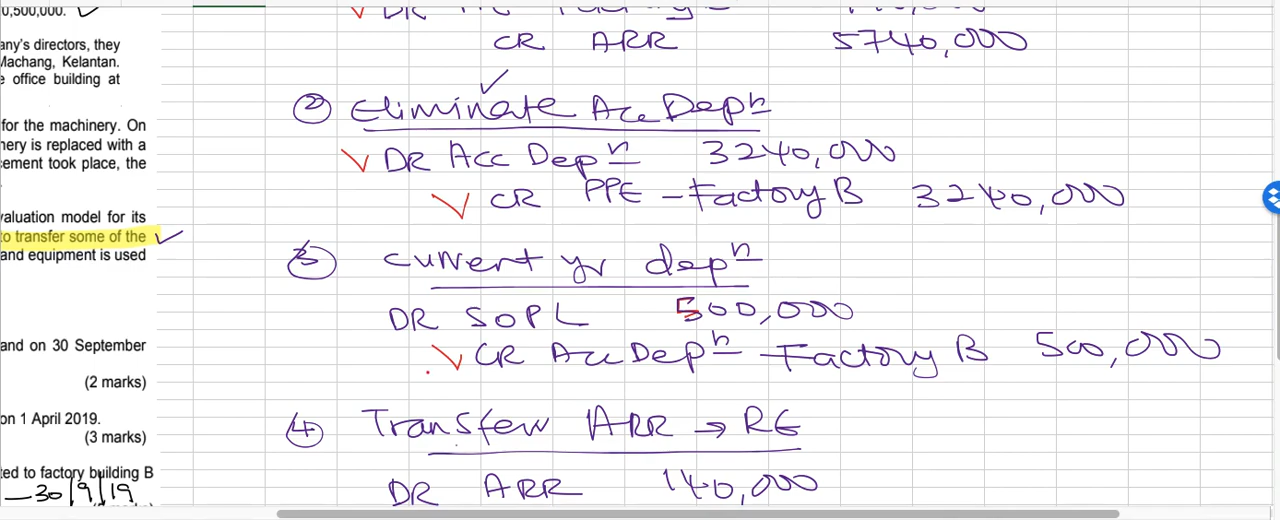 0,500,000.
any's directors, they
Machang, Kelantan.
e office building at
for the machinery. On
nery is replaced with a
cement took place, the
valuation model for its
to transfer some of the
and equipment is used
and on 30 September
(2 marks)
on 1 April 2019.
(3 marks)
ted to factory building B
-30/9/19
DR
CR ARR 5740,000
② Eliminate Acc Depn
DR Acc Depn 3240,000
CR PPE - Factory B 3240,000
③ Current yr depn
DR SOPL 500,000
CR Acc Depn - Factory B 500,000
④ Transfer ARR → RE
DR ARR 140,000